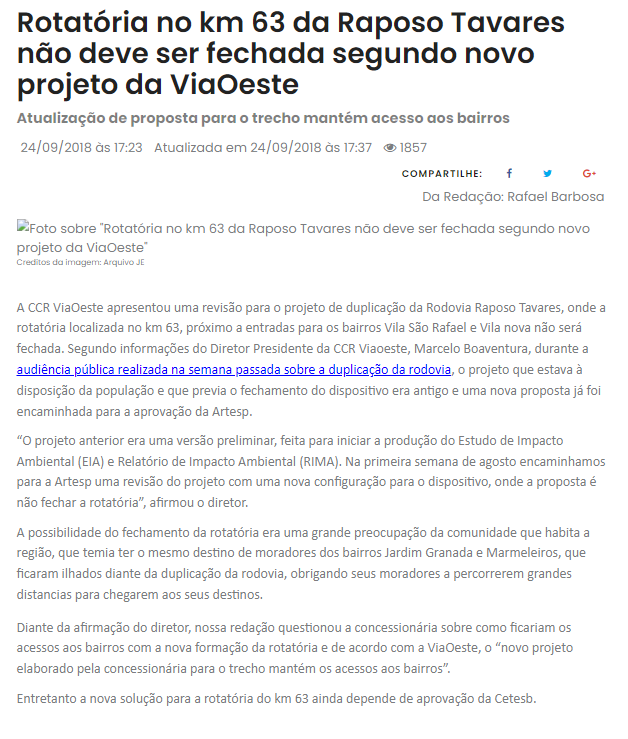 Rotatória no km 63 da Raposo Tavares
não deve ser fechada segundo novo
projeto da ViaOeste
Atualização de proposta para o trecho mantém acesso aos bairros
24/09/2018 às 17:23 Atualizada em 24/09/2018 às 17:37 1857
COMPARTILHE: f G+
Da Redação: Rafael Barbosa
Foto sobre "Rotatória no km 63 da Raposo Tavares não deve ser fechada segundo novo
projeto da ViaOeste"
Creditos da imagem: Arquivo JE
A CCR ViaOeste apresentou uma revisão para o projeto de duplicação da Rodovia Raposo Tavares, onde a
rotatória localizada no km 63, próximo a entradas para os bairros Vila São Rafael e Vila nova não será
fechada. Segundo informações do Diretor Presidente da CCR Viaoeste, Marcelo Boaventura, durante a
audiência pública realizada na semana passada sobre a duplicação da rodovia, o projeto que estava à
disposição da população e que previa o fechamento do dispositivo era antigo e uma nova proposta já foi
encaminhada para a aprovação da Artesp.
“O projeto anterior era uma versão preliminar, feita para iniciar a produção do Estudo de Impacto
Ambiental (EIA) e Relatório de Impacto Ambiental (RIMA). Na primeira semana de agosto encaminhamos
para a Artesp uma revisão do projeto com uma nova configuração para o dispositivo, onde a proposta é
não fechar a rotatória”, afirmou o diretor.
A possibilidade do fechamento da rotatória era uma grande preocupação da comunidade que habita a
região, que temia ter o mesmo destino de moradores dos bairros Jardim Granada e Marmeleiros, que
ficaram ilhados diante da duplicação da rodovia, obrigando seus moradores a percorrerem grandes
distancias para chegarem aos seus destinos.
Diante da afirmação do diretor, nossa redação questionou a concessionária sobre como ficariam os
acessos aos bairros com a nova formação da rotatória e de acordo com a ViaOeste, o “novo projeto
elaborado pela concessionária para o trecho mantém os acessos aos bairros”.
Entretanto a nova solução para a rotatória do km 63 ainda depende de aprovação da Cetesb.